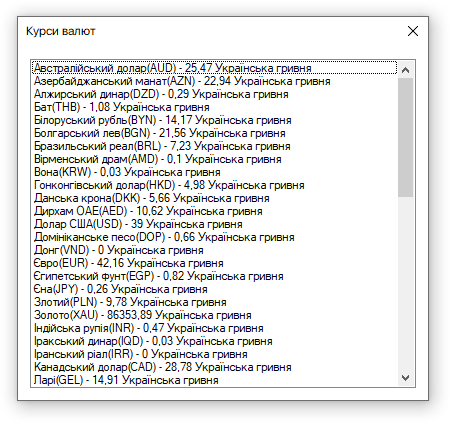 Курси валют
Австралійський долар(AUD) - 25,47 Українська гривня
Азербайджанський манат(AZN) - 22,94 Українська гривня
Алжирський динар(DZD) - 0,29 Українська гривня
Бат(THB) - 1,08 Українська гривня
Білоруський рубль(BYN) - 14,17 Українська гривня
Болгарський лев(BGN) - 21,56 Українська гривня
Бразильський реал(BRL) - 7,23 Українська гривня
Вірменський драм(AMD) - 0,1 Українська гривня
Вона(KRW) - 0,03 Українська гривня
Гонконгівський долар(HKD) - 4,98 Українська гривня
Данська крона(DKK) - 5,66 Українська гривня
Дирхам ОАЕ(AED) - 10,62 Українська гривня
Долар США(USD) - 39 Українська гривня
Домініканське песо(DOP) - 0,66 Українська гривня
Донг(VND) - 0 Українська гривня
Євро(EUR) - 42,16 Українська гривня
Єгипетський фунт(EGP) - 0,82 Українська гривня
Єна(JPY) - 0,26 Українська гривня
Злотий(PLN) - 9,78 Українська гривня
Золото(XAU) - 86353,89 Українська гривня
Індійська рупія(INR) - 0,47 Українська гривня
Іракський динар(IQD) - 0,03 Українська гривня
Іранський ріал(IRR) - 0 Українська гривня
Канадський долар(CAD) - 28,78 Українська гривня
Ларі(GEL) - 14,91 Українська гривня